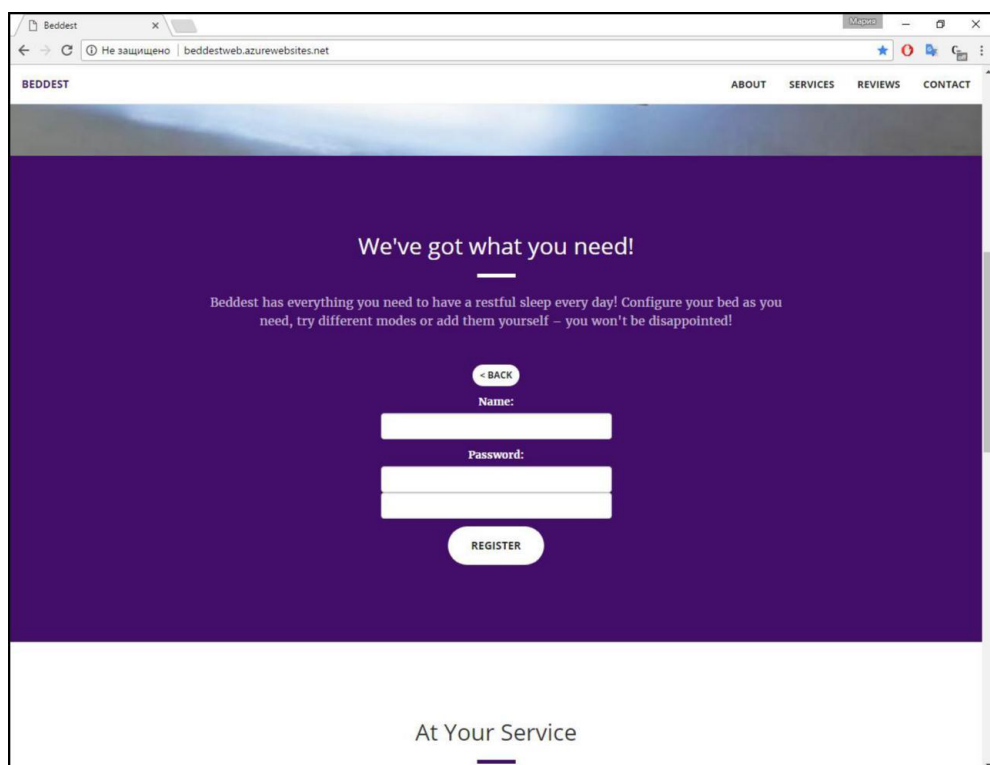 Beddest
Мария
Не защищено
beddestweb.azurewebsites.net
BEDDEST
ABOUT SERVICES REVIEWS CONTACT
We've got what you need!
Beddest has everything you need to have a restful sleep every day! Configure your bed as you
need, try different modes or add them yourself – you won't be disappointed!
< BACK
Name:
Password:
REGISTER
At Your Service